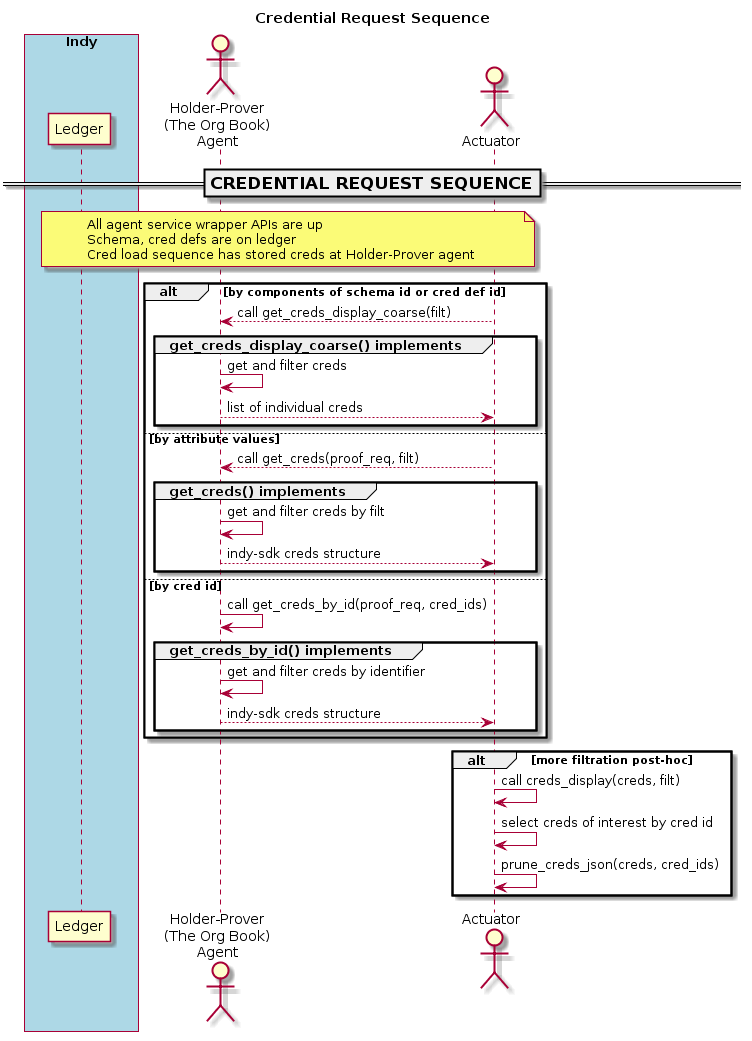 Credential Request Sequence
Indy
Ledger
Holder-Prover
(The Org Book)
Agent
Actuator
CREDENTIAL REQUEST SEQUENCE
All agent service wrapper APIs are up
Schema, cred defs are on ledger
Cred load sequence has stored creds at Holder-Prover agent
alt [by components of schema id or cred def id]
call get_creds_display_coarse(filt)
get_creds_display_coarse() implements
get and filter creds
list of individual creds
[by attribute values]
call get_creds(proof_req, filt)
get_creds() implements
get and filter creds by filt
indy-sdk creds structure
[by cred id]
call get_creds_by_id(proof_req, cred_ids)
get_creds_by_id() implements
get and filter creds by identifier
indy-sdk creds structure
alt [more filtration post-hoc]
call creds_display(creds, filt)
select creds of interest by cred id
prune_creds_json(creds, cred_ids)
Ledger
Holder-Prover
(The Org Book)
Agent
Actuator